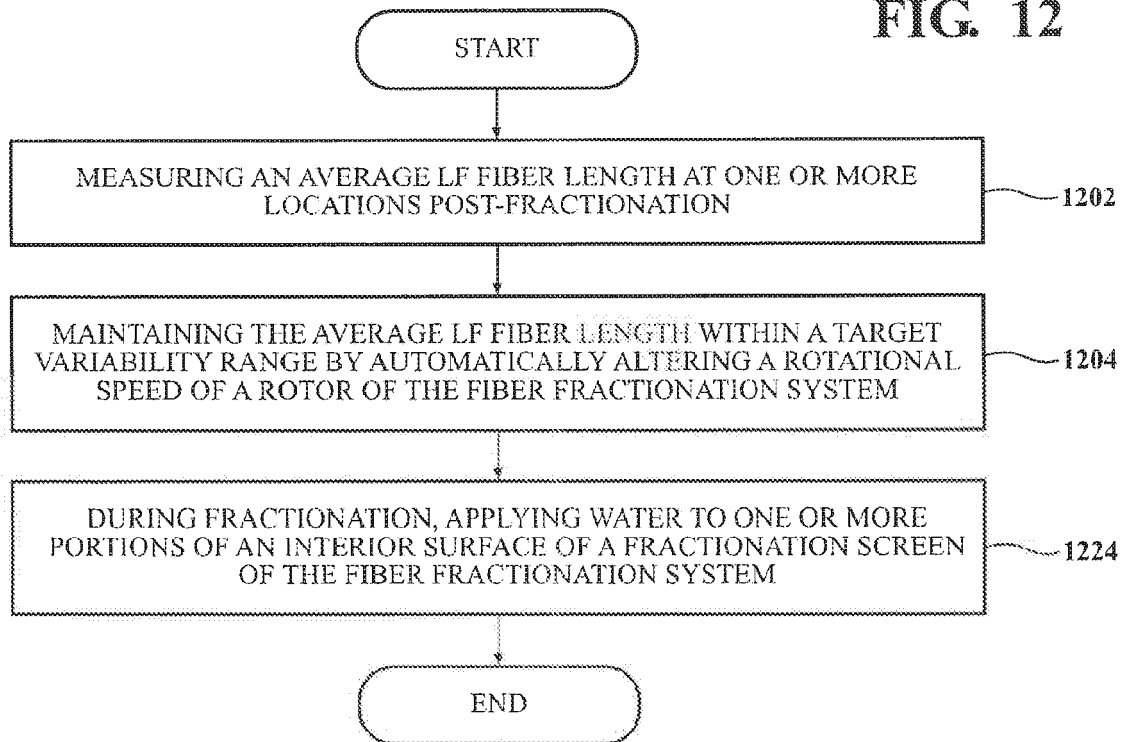 FIG. 12
START
MEASURING AN AVERAGE LF FIBER LENGTH AT ONE OR MORE
LOCATIONS POST-FRACTIONATION
1202
MAINTAINING THE AVERAGE LF FIBER LENGTH WITHIN A TARGET
VARIABILITY RANGE BY AUTOMATICALLY ALTERING A ROTATIONAL
SPEED OF A ROTOR OF THE FIBER FRACTIONATION SYSTEM
1204
DURING FRACTIONATION, APPLYING WATER TO ONE OR MORE
PORTIONS OF AN INTERIOR SURFACE OF A FRACTIONATION SCREEN
OF THE FIBER FRACTIONATION SYSTEM
1224
END